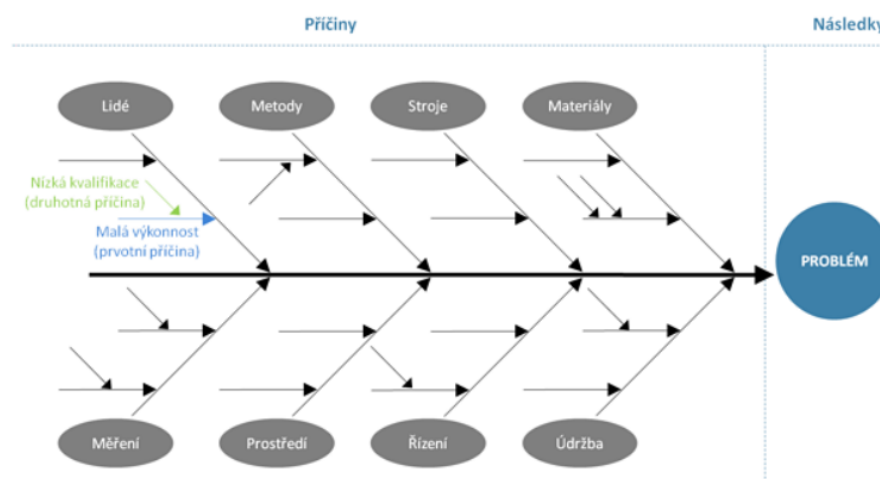 Příčiny
Následky
Lidé
Metody
Stroje
Materiály
Nízká kvalifikace
(druhotná příčina)
Malá výkonnost
(prvotní příčina)
PROBLÉM
Měření
Prostředí
Řízení
Údržba